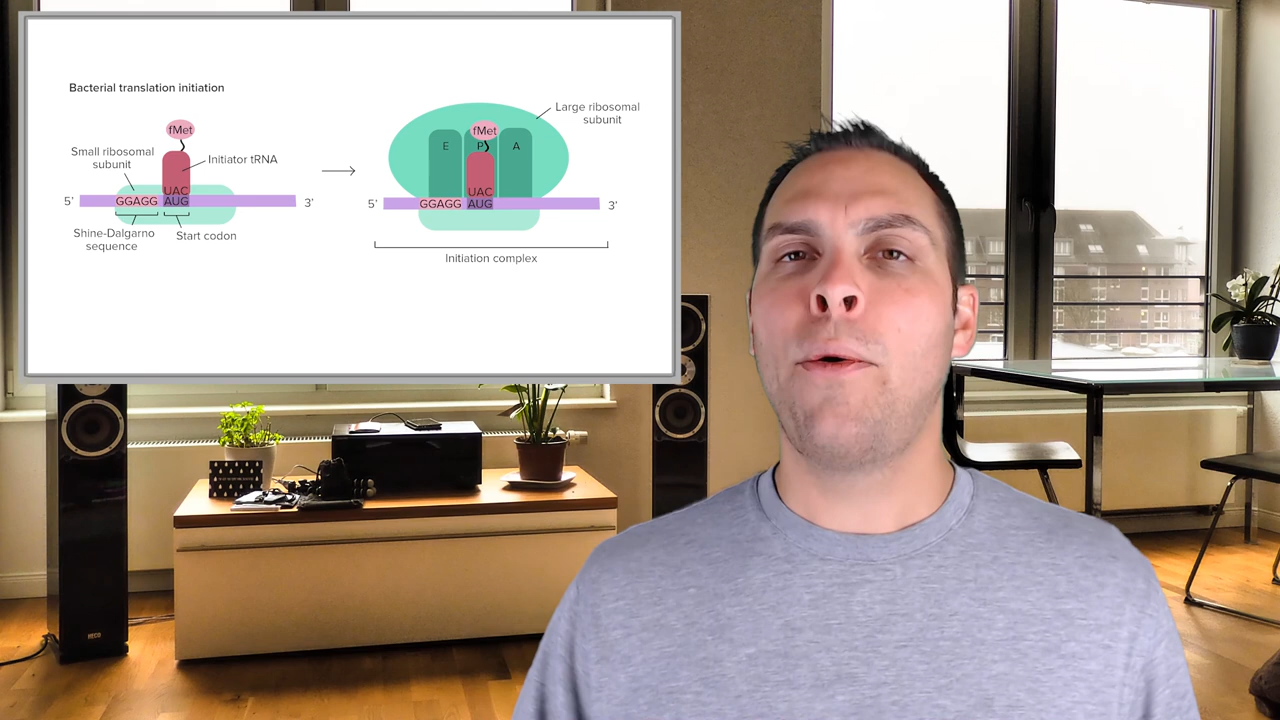 Bacterial translation initiation
fMet
Small ribosomal
subunit
Initiator tRNA
UAC
5’
GGAGG
AUG
3’
Shine-Dalgarno
sequence
Start codon
Large ribosomal
subunit
fMet
E
P
A
UAC
5’
GGAGG
AUG
3’
Initiation complex
HECO